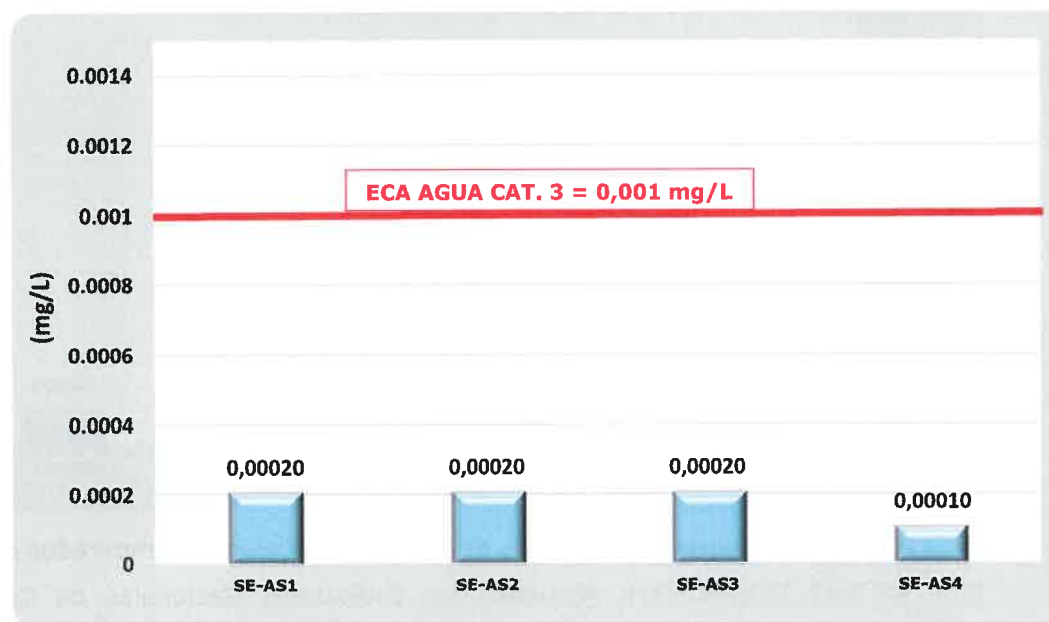 0.0014
0.0012
ECA AGUA CAT. 3 = 0,001 mg/L
0.001
0.0008
(mg/L)
0.0006
0.0004
0,00020 0,00020 0,00020
0.0002 0,00010
0
SE-AS1 SE-AS2 SE-AS3 SE-AS4